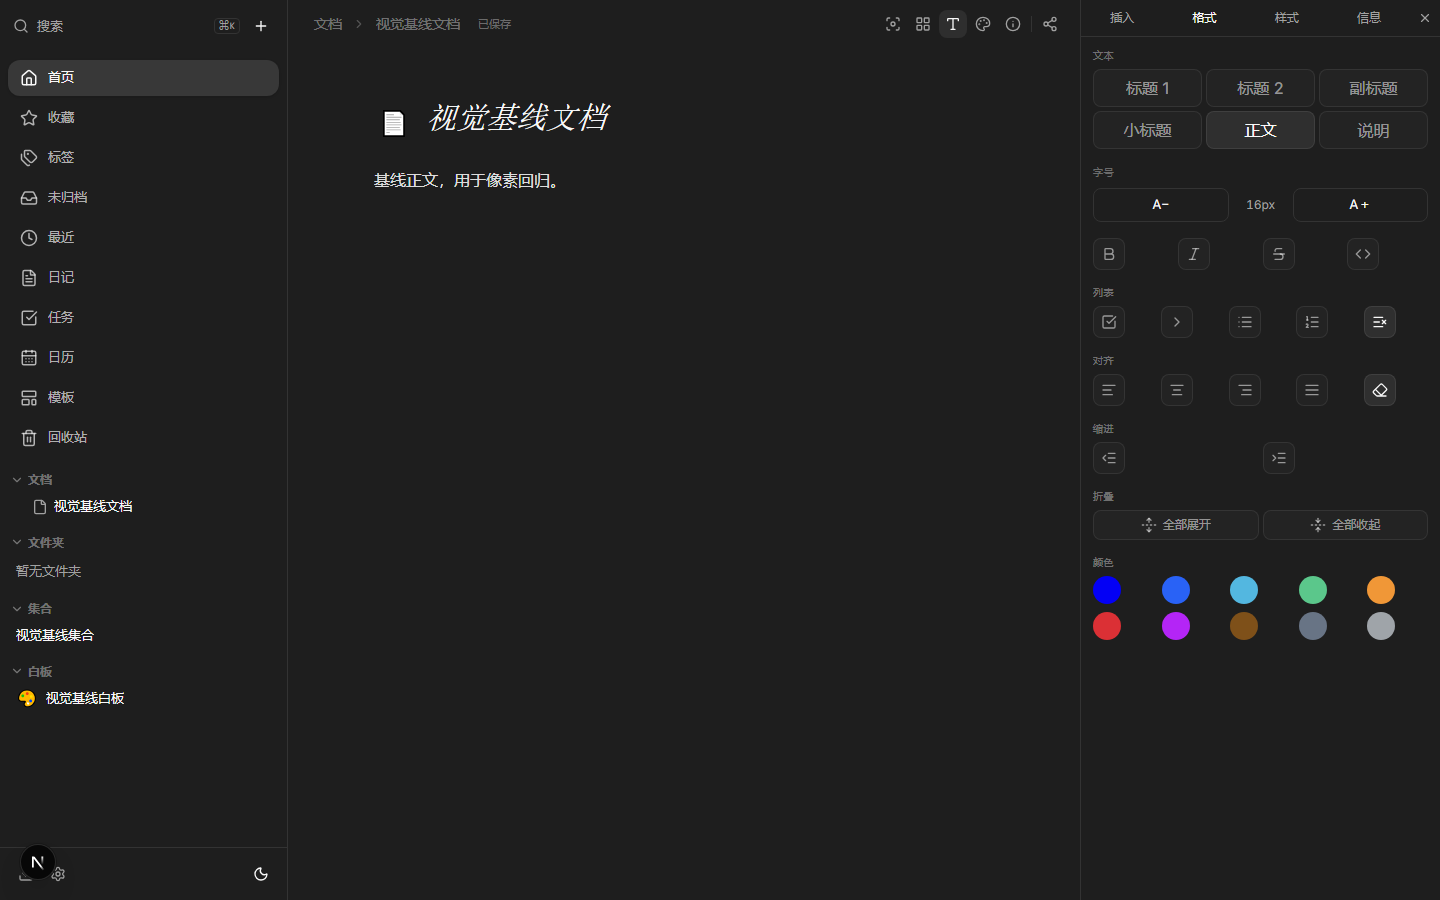 搜索 ⌘K
首页
收藏
标签
未归档
最近
日记
任务
日历
模板
回收站
文档
视觉基线文档
文件夹
暂无文件夹
集合
视觉基线集合
白板
视觉基线白板
N
文档 > 视觉基线文档 已保存
视觉基线文档
基线正文，用于像素回归。
插入 格式 样式 信息
文本
标题 1 标题 2 副标题
小标题 正文 说明
字号
A− 16px A+
列表
对齐
缩进
折叠
全部展开 全部收起
颜色